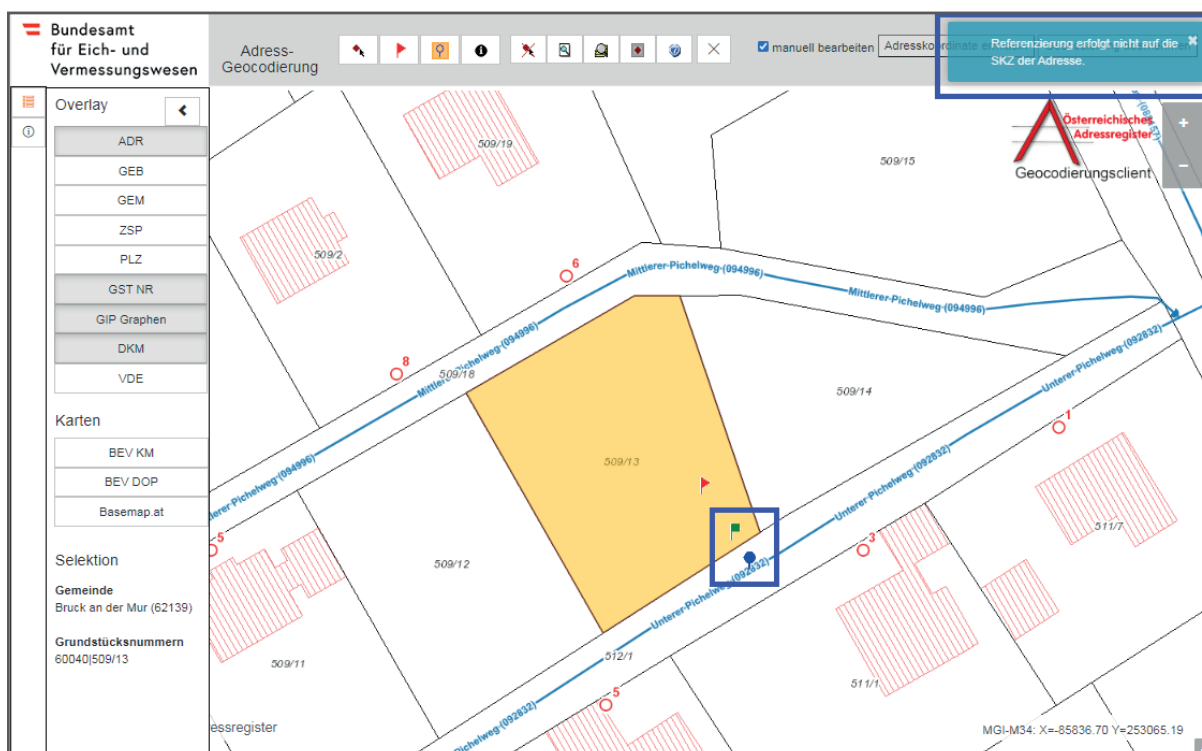 Bundesamt
für Eich- und
Vermessungswesen
Adress-
Geocodierung
manuell bearbeiten
Referenzierung erfolgt nicht auf die
SKZ der Adresse.
Overlay
ADR
GEB
GEM
ZSP
PLZ
GST NR
GIP Graphen
DKM
VDE
Karten
BEV KM
BEV DOP
Basemap.at
Selektion
Gemeinde
Bruck an der Mur (62139)
Grundstücksnummern
60040|509/13
Österreichisches
Adressregister
Geocodierungsclient
509/19
509/15
509/2
6
Mittlerer-Pichelweg-(094996)
Mittlerer-Pichelweg-(094996)
8
Mittlerer-Pichelweg-(094996)
509/18
509/14
Unterer-Pichelweg-(092832)
1
509/13
5
509/12
3
511/7
Unterer-Pichelweg-(092832)
Unterer-Pichelweg-(092832)
509/11
512/1
511/1
5
essregister
MGI-M34: X=-85836.70 Y=253065.19